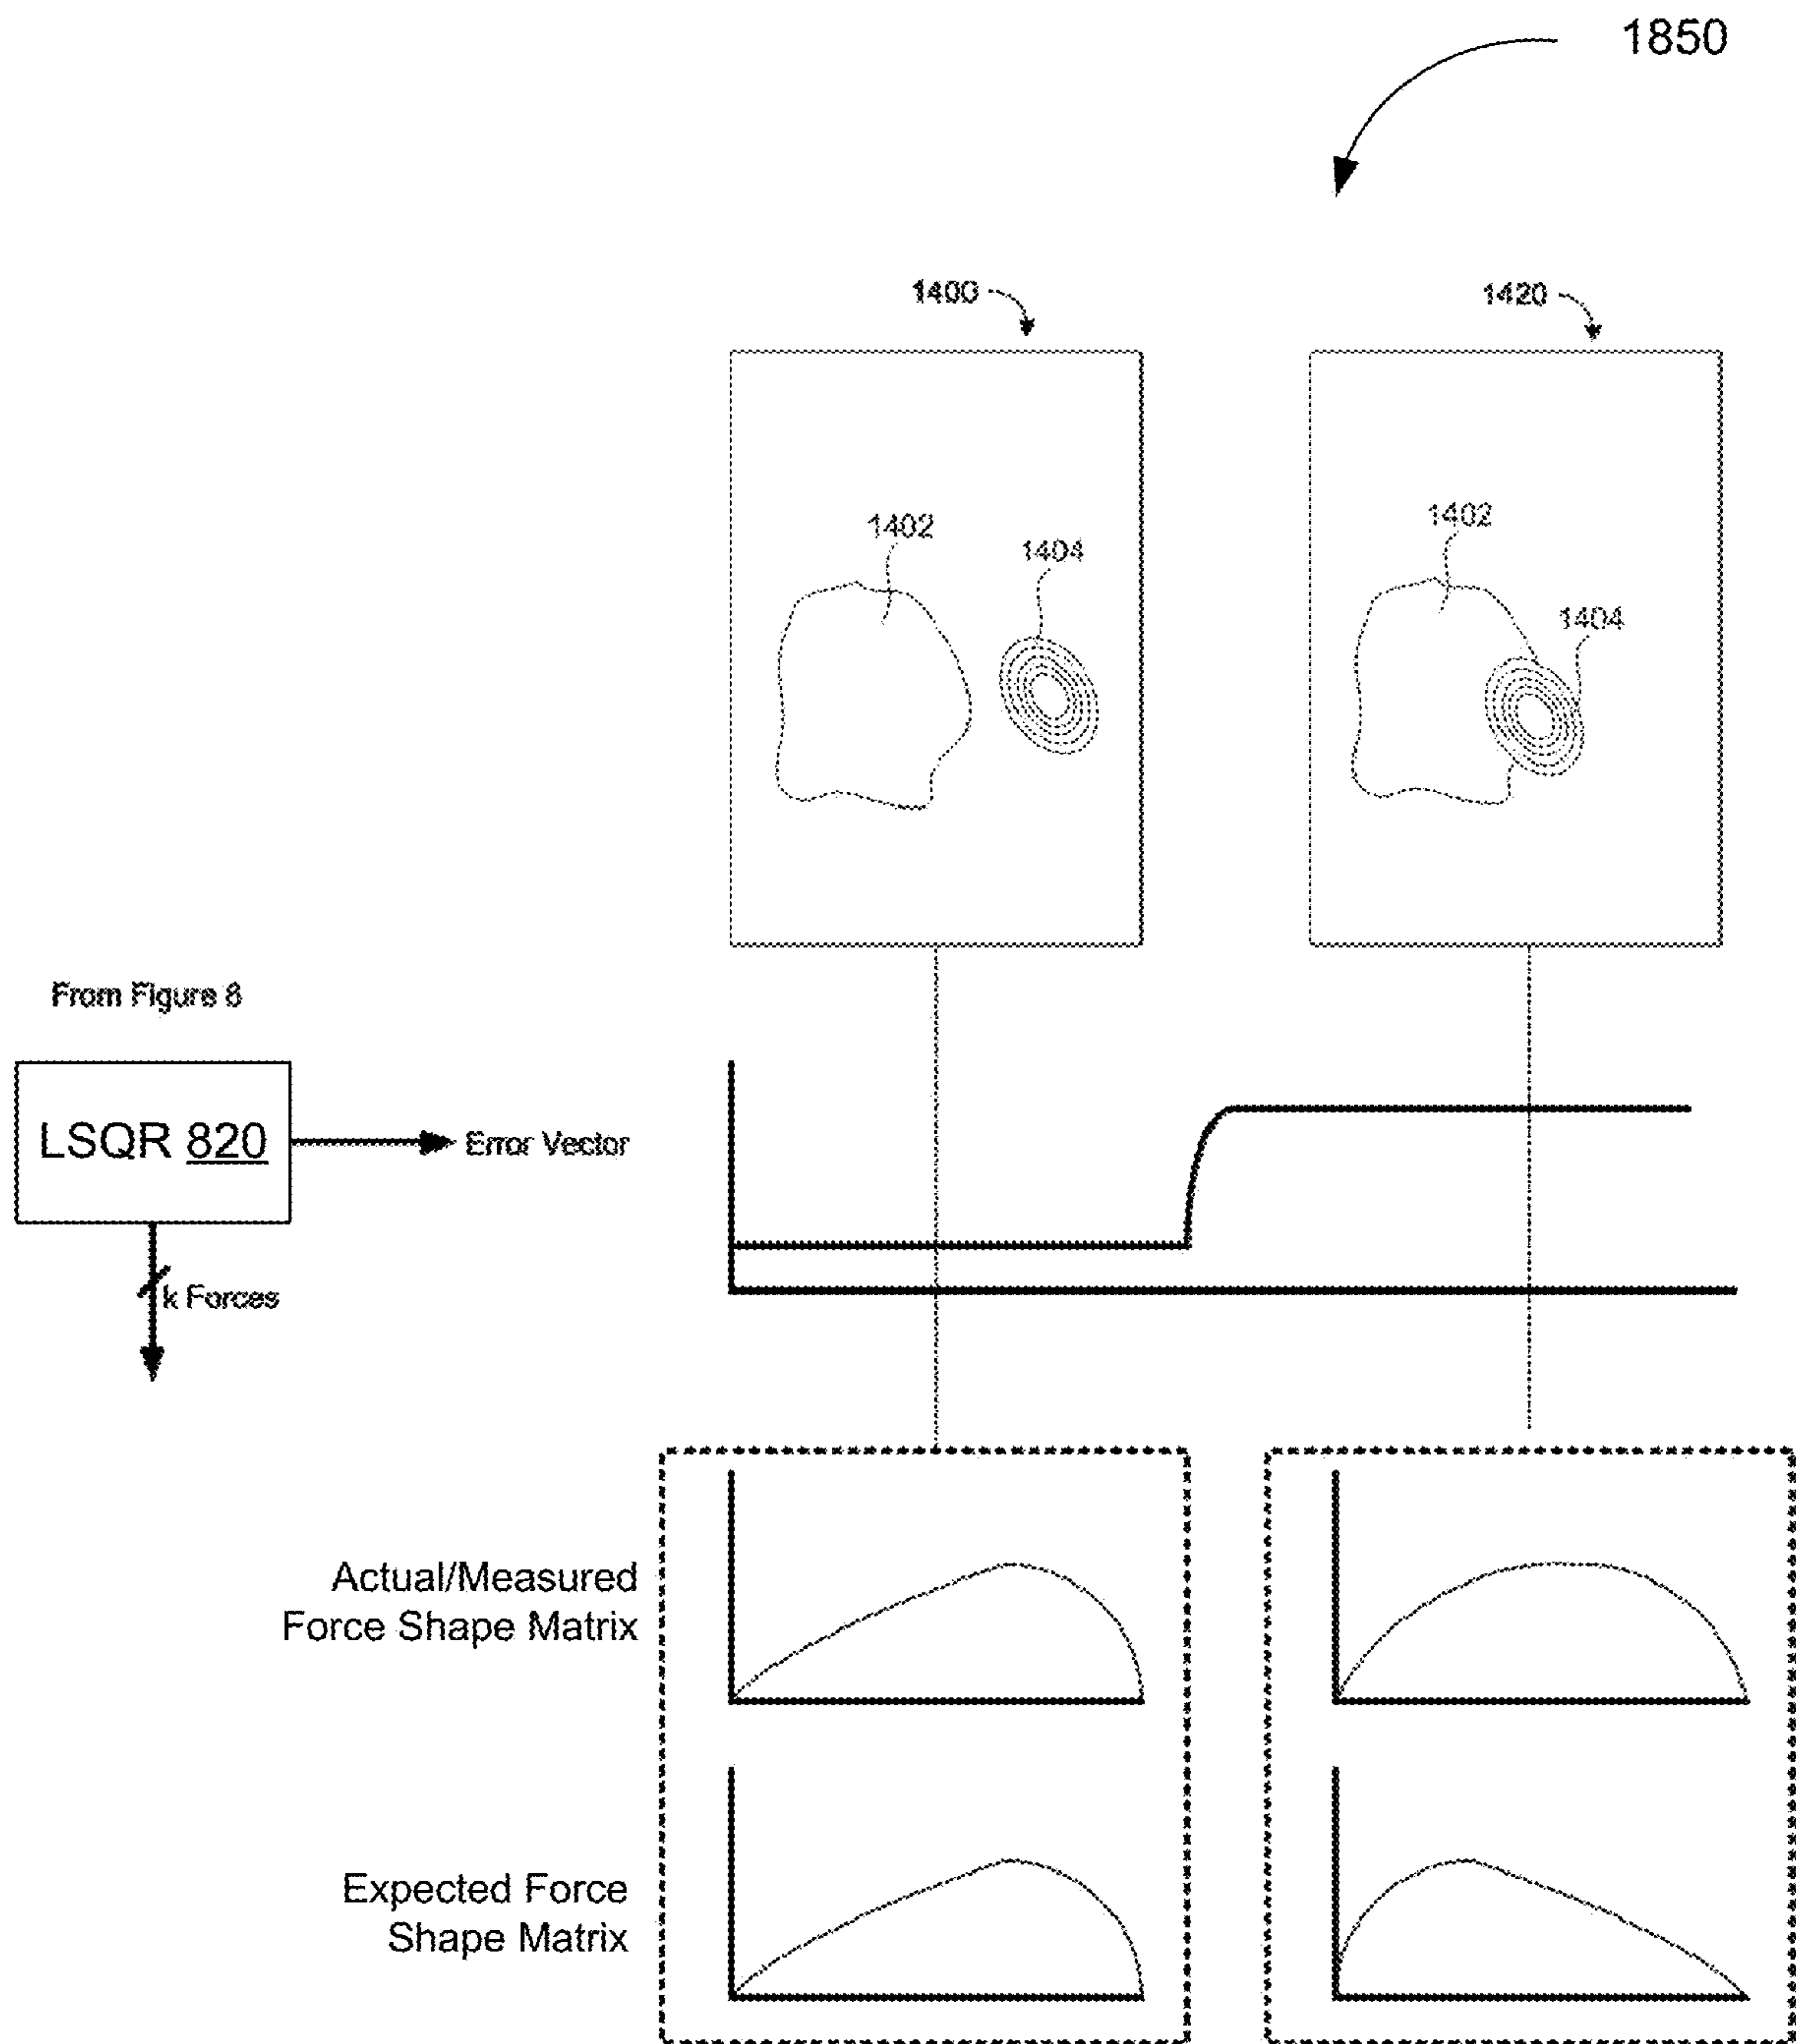 1850
1400
1420
1402
1404
1402
1404
From Figure 8
LSQR 820
Error Vector
k Forces
Actual/Measured
Force Shape Matrix
Expected Force
Shape Matrix